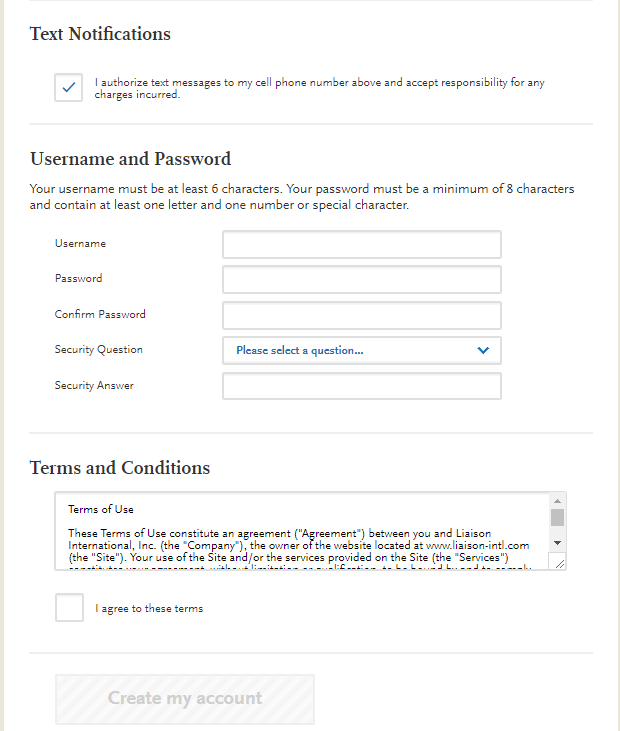 Text Notifications
I authorize text messages to my cell phone number above and accept responsibility for any
charges incurred.
Username and Password
Your username must be at least 6 characters. Your password must be a minimum of 8 characters
and contain at least one letter and one number or special character.
Username
Password
Confirm Password
Security Question
Please select a question...
Security Answer
Terms and Conditions
Terms of Use
These Terms of Use constitute an agreement ("Agreement") between you and Liaison
International, Inc. (the "Company"), the owner of the website located at www.liaison-intl.com
(the "Site"). Your use of the Site and/or the services provided on the Site (the "Services")
I agree to these terms
Create my account